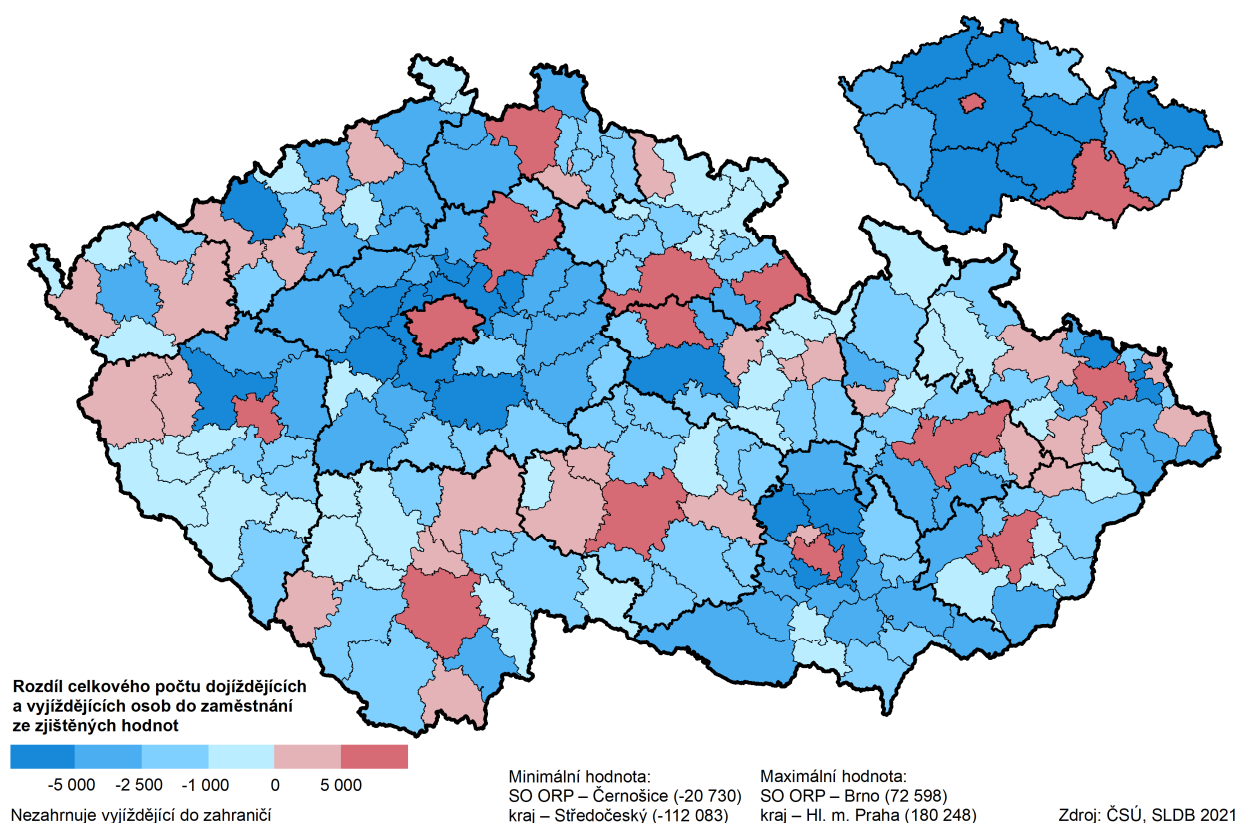 Rozdíl celkového počtu dojíždějících
a vyjíždějících osob do zaměstnání
ze zjištěných hodnot
-5 000 -2 500 -1 000 0 5 000
Nezahrnuje vyjíždějící do zahraničí
Minimální hodnota:
SO ORP – Černošice (-20 730)
kraj – Středočeský (-112 083)
Maximální hodnota:
SO ORP – Brno (72 598)
kraj – Hl. m. Praha (180 248)
Zdroj: ČSÚ, SLDB 2021